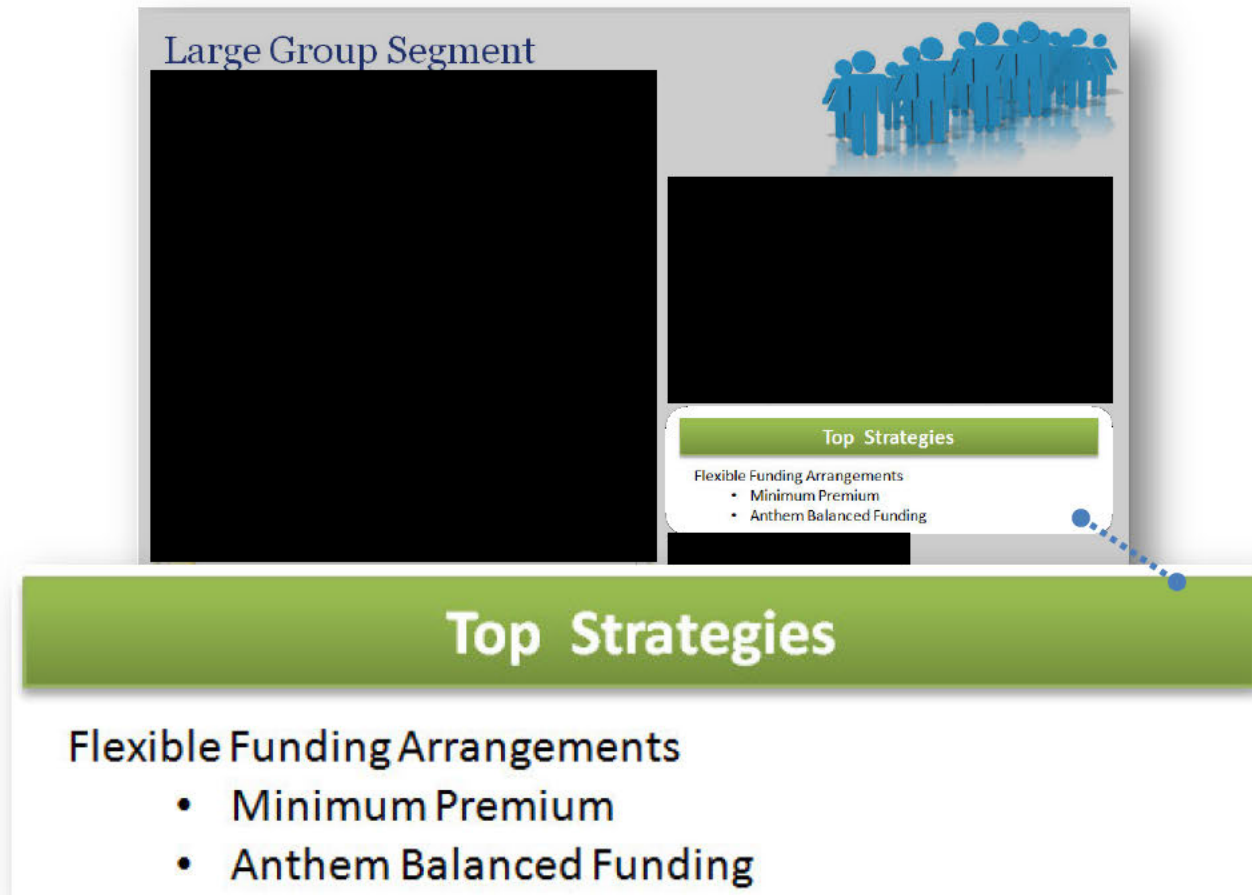 Large Group Segment
Top Strategies
Flexible Funding Arrangements
• Minimum Premium
• Anthem Balanced Funding
Top Strategies
Flexible Funding Arrangements
• Minimum Premium
• Anthem Balanced Funding